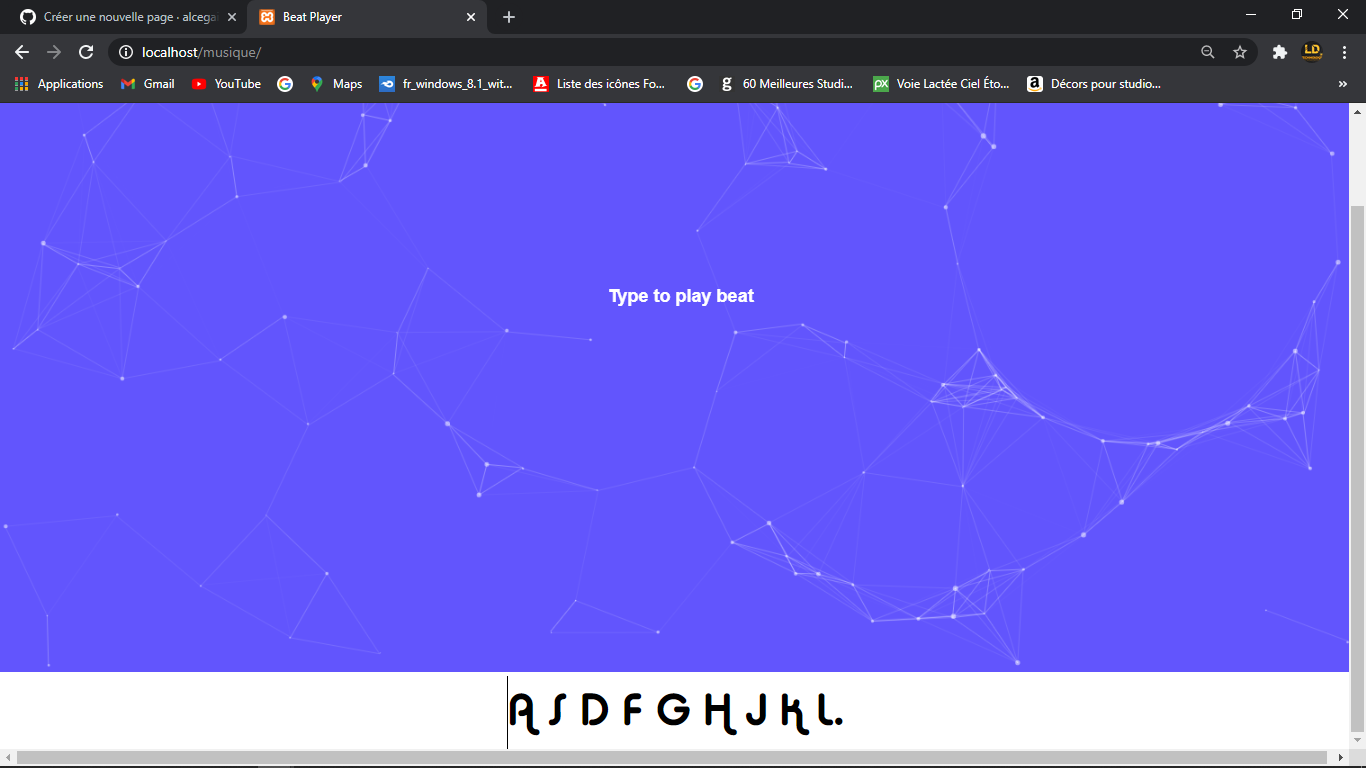 Créer une nouvelle page · alcega
Beat Player
localhost/musique/
LD
Applications
Gmail
YouTube
Maps
fr_windows_8.1_wit...
Liste des icônes Fo...
60 Meilleures Studi...
Voie Lactée Ciel Éto...
Décors pour studio...
»
Type to play beat
A S D F G H J K L.